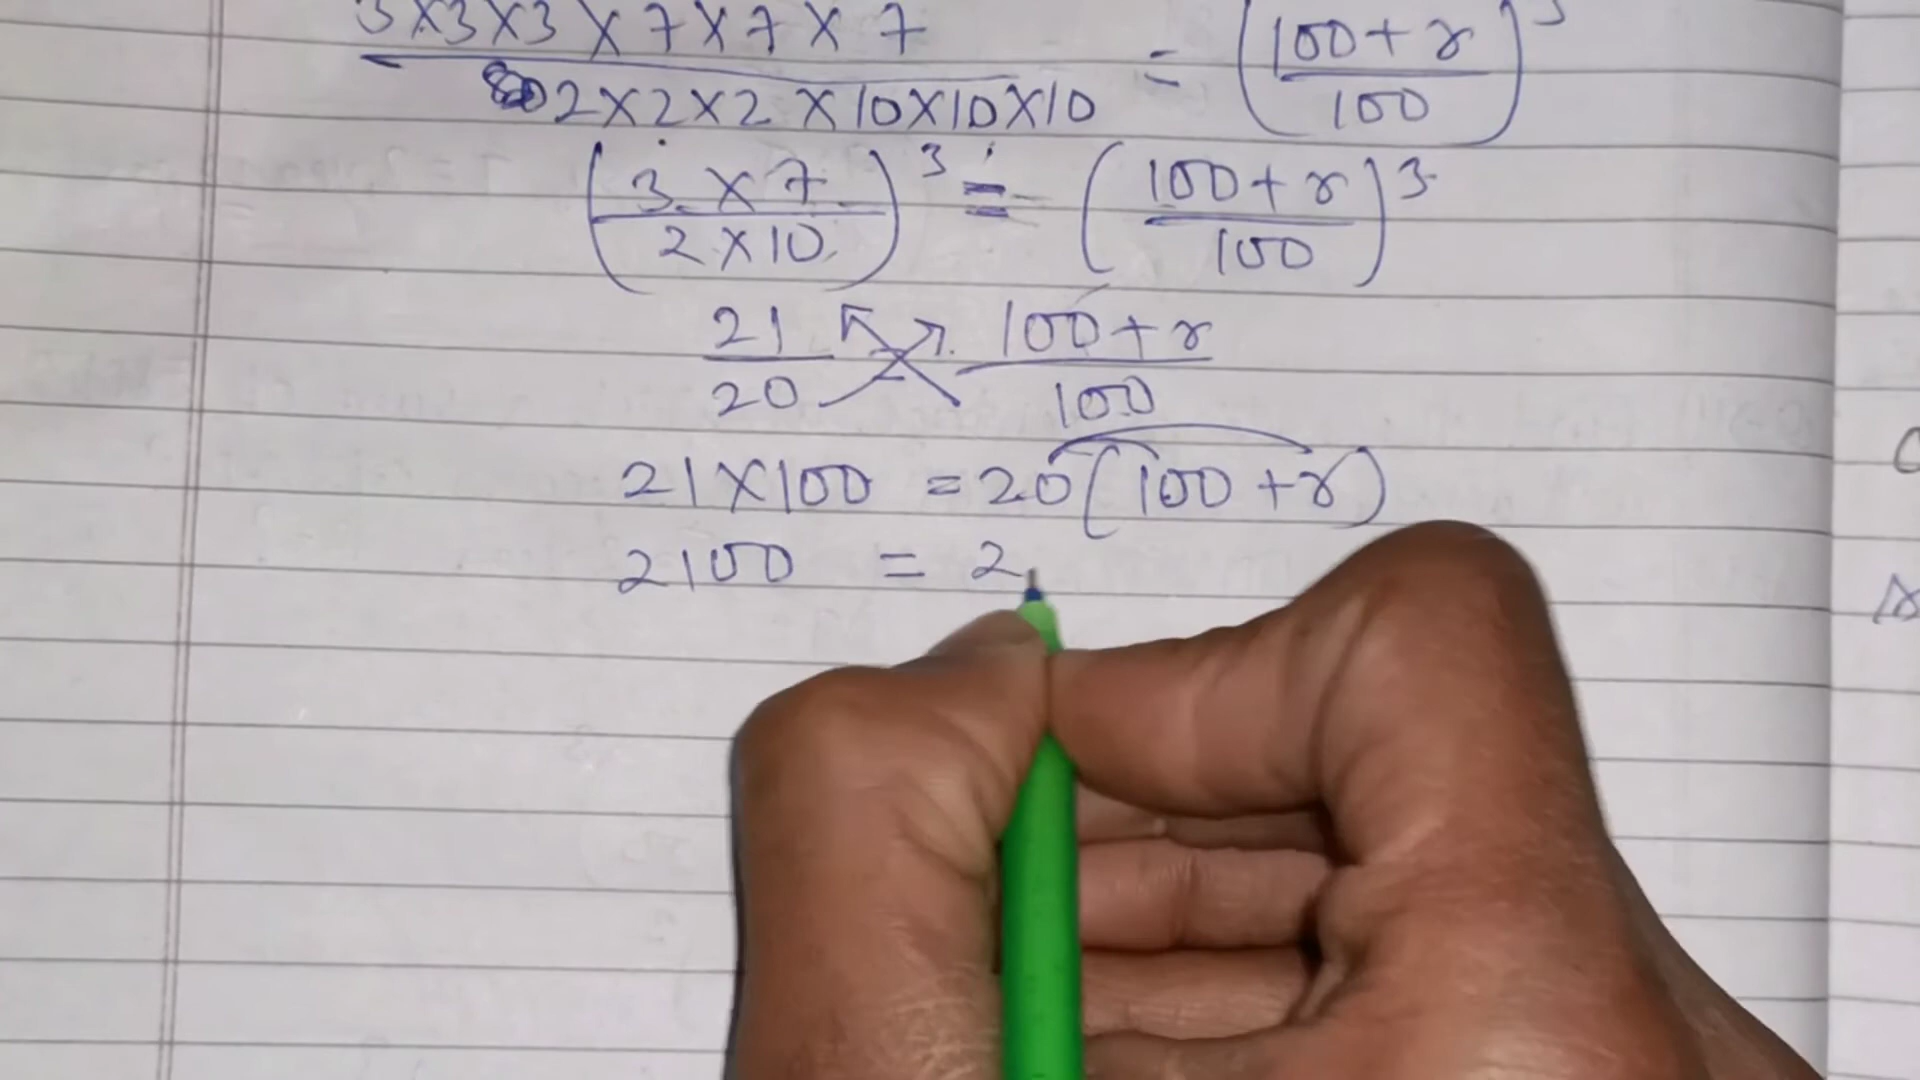 3×3×3×7×7×7 / 2×2×2×10×10×10 = (100+r / 100)³
(3×7 / 2×10)³ = (100+r / 100)³
21/20 = 100+r / 100
21×100 = 20(100+r)
2100 = 2